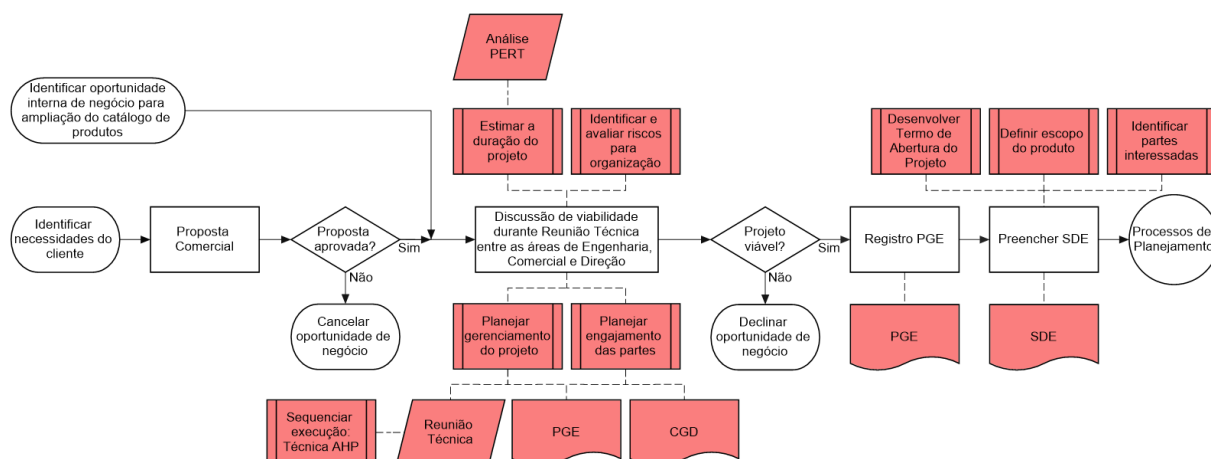 Análise
PERT
Identificar oportunidade
interna de negócio para
ampliação do catálogo de
produtos
Estimar a
duração do
projeto
Identificar e
avaliar riscos
para
organização
Desenvolver
Termo de
Abertura do
Projeto
Definir escopo
do produto
Identificar
partes
interessadas
Identificar
necessidades do
cliente
Proposta
Comercial
Proposta
aprovada?
Sim
Não
Discussão de viabilidade
durante Reunião Técnica
entre as áreas de Engenharia,
Comercial e Direção
Projeto
viável?
Sim
Não
Registro PGE
Preencher SDE
Processos de
Planejamento
Cancelar
oportunidade de
negócio
Planejar
gerenciamento
do projeto
Planejar
engajamento
das partes
Declinar
oportunidade de
negócio
PGE
SDE
Sequenciar
execução:
Técnica AHP
Reunião
Técnica
PGE
CGD